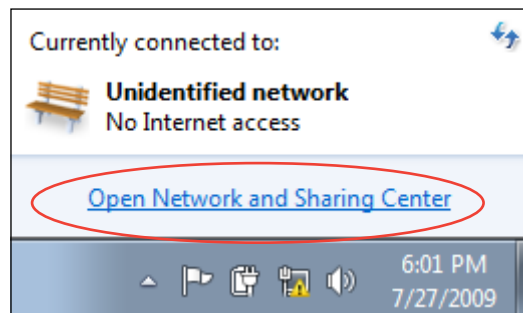 Currently connected to:
Unidentified network
No Internet access
Open Network and Sharing Center
6:01 PM
7/27/2009